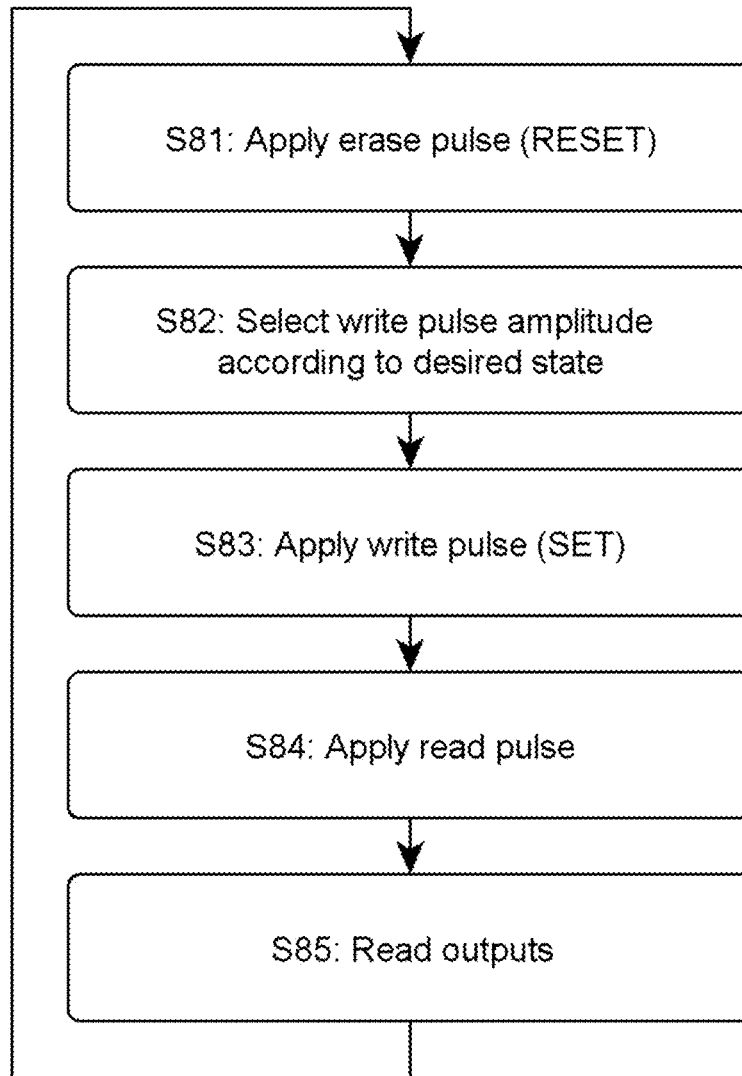 S81: Apply erase pulse (RESET)
S82: Select write pulse amplitude
according to desired state
S83: Apply write pulse (SET)
S84: Apply read pulse
S85: Read outputs